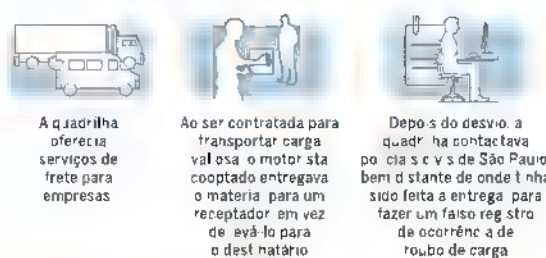 A quadrilha
oferecia
serviços de
frete para
empresas
Ao ser contratada para
transportar carga
valiosa o motorista
cooptado entregava
o material para um
receptador em vez
de levá-lo para
o destinatário
Depois do desvio, a
quadrilha contactava
policiais civis de São Paulo
bem distante de onde tinha
sido feita a entrega para
fazer um falso registro
de ocorrência de
roubo de carga